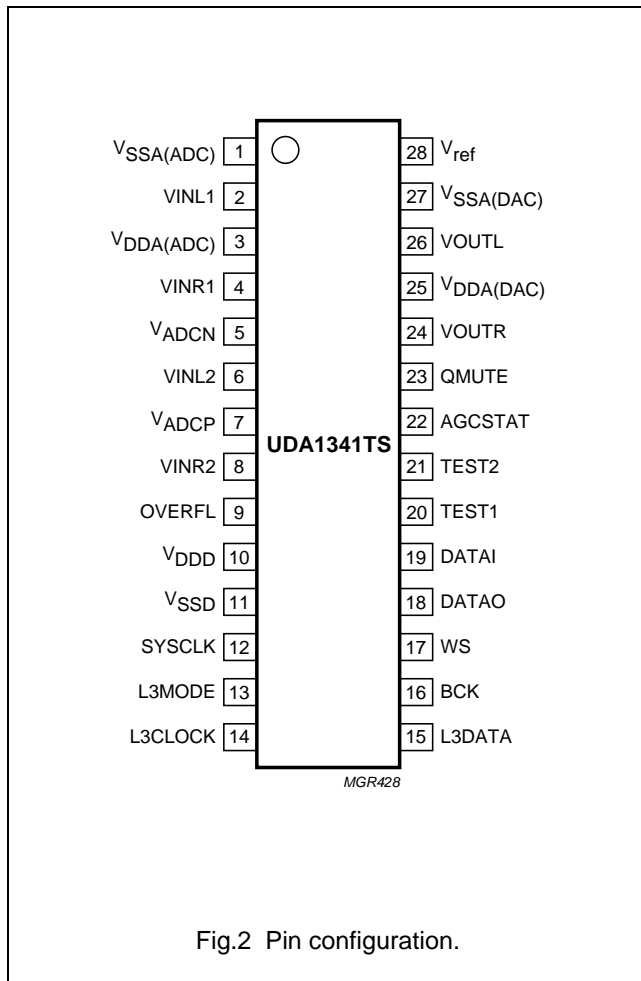 VSSA(ADC) 1 28 Vref
VINL1 2 27 VSSA(DAC)
VDDA(ADC) 3 26 VOUTL
VINR1 4 25 VDDA(DAC)
VADCN 5 24 VOUTR
VINL2 6 23 QMUTE
VADCP 7 22 AGCSTAT
UDA1341TS
VINR2 8 21 TEST2
OVERFL 9 20 TEST1
VDDD 10 19 DATAI
VSSD 11 18 DATAO
SYSCLK 12 17 WS
L3MODE 13 16 BCK
L3CLOCK 14 15 L3DATA
MGR428
Fig.2 Pin configuration.